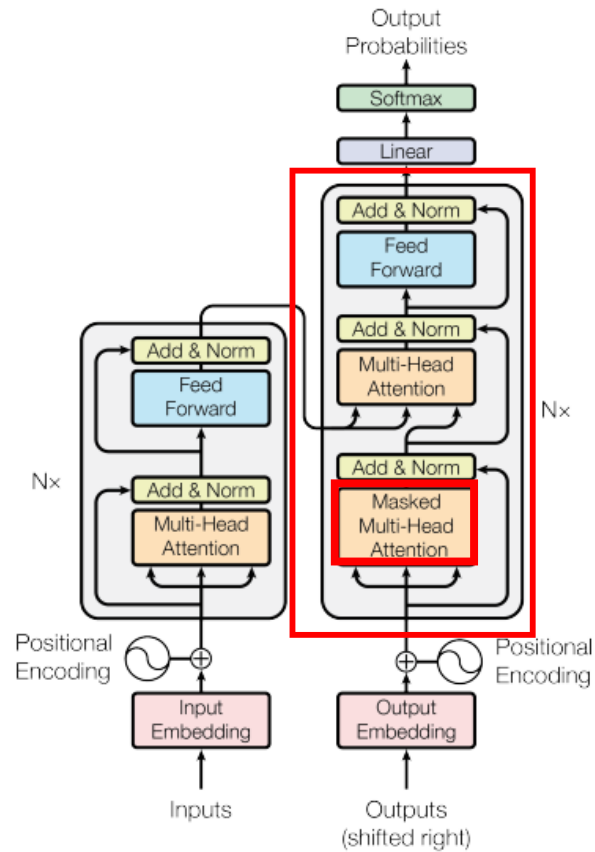 Output
Probabilities
Softmax
Linear
Add & Norm
Feed
Forward
Add & Norm
Multi-Head
Attention
N×
Add & Norm
Masked
Multi-Head
Attention
Add & Norm
Feed
Forward
N×
Add & Norm
Multi-Head
Attention
Positional
Encoding
Positional
Encoding
Input
Embedding
Output
Embedding
Inputs
Outputs
(shifted right)